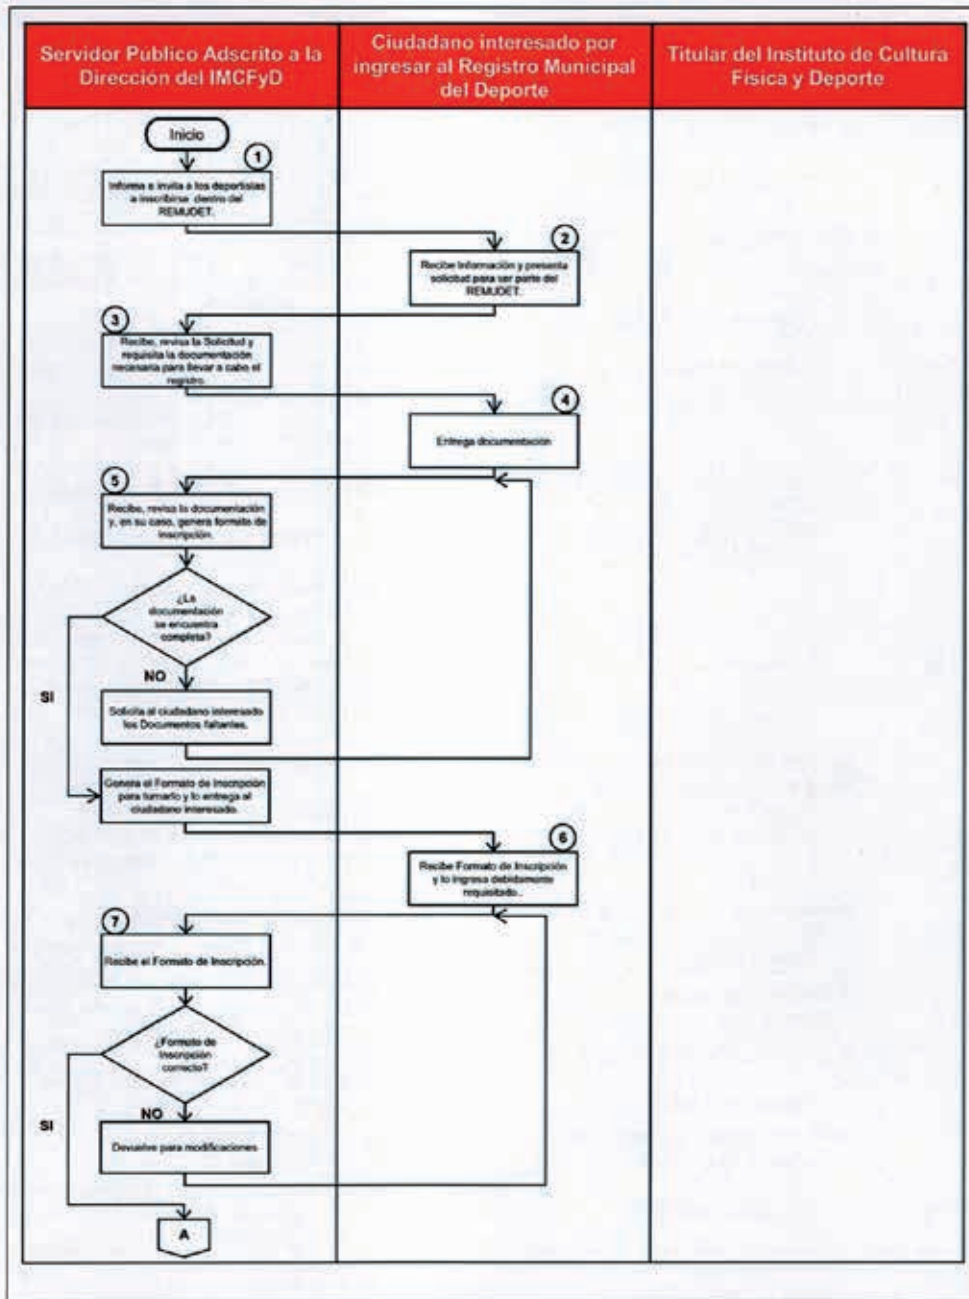 Servidor Público Adscrito a la
Dirección del IMCFyD
Ciudadano interesado por
ingresar al Registro Municipal
del Deporte
Titular del Instituto de Cultura
Física y Deporte
Inicio
1
Informa e invita a los deportistas
a inscribirse dentro del
REMUDET.
2
Recibe Información y presenta
solicitud para ser parte del
REMUDET.
3
Recibe, revisa la Solicitud y
requisita la documentación
necesaria para llevar a cabo el
registro.
4
Entrega documentación
5
Recibe, revisa la documentación
y, en su caso, genera formato de
inscripción.
¿La
documentación
se encuentra
completa?
NO
SI
Solicita al ciudadano interesado
los Documentos faltantes.
Genera el Formato de Inscripción
para turnarlo y lo entrega al
ciudadano interesado.
6
Recibe Formato de Inscripción
y lo ingresa debidamente
requisitado..
7
Recibe el Formato de Inscripción.
¿Formato de
Inscripción
correcto?
NO
SI
Devuelve para modificaciones
A